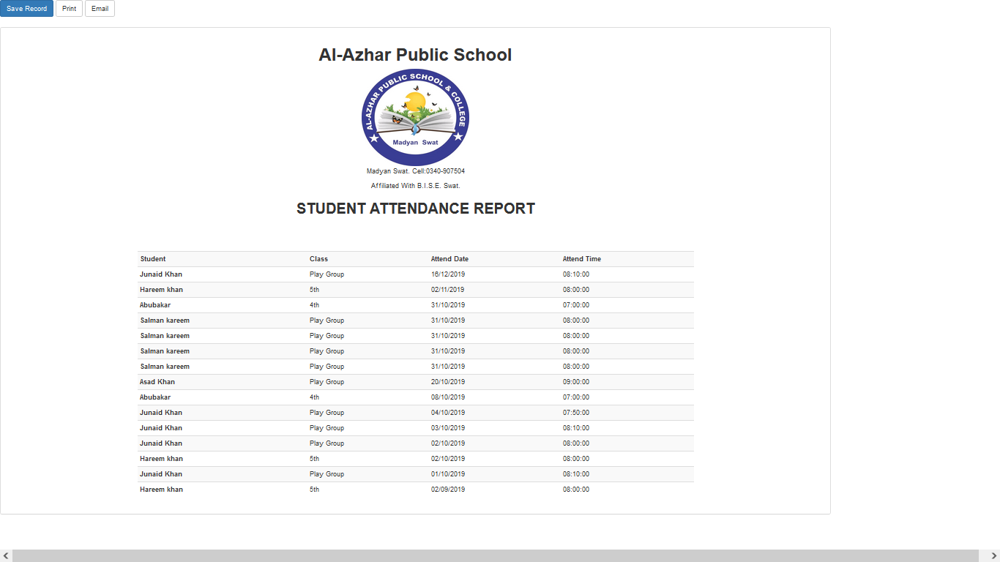 Save Record Print Email
Al-Azhar Public School
AL-AZHAR PUBLIC SCHOOL & COLLEGE
Madyan Swat
Madyan Swat. Cell:0340-907504
Affiliated With B.I.S.E. Swat.
STUDENT ATTENDANCE REPORT
Student Class Attend Date Attend Time
Junaid Khan Play Group 16/12/2019 08:10:00
Hareem khan 5th 02/11/2019 08:00:00
Abubakar 4th 31/10/2019 07:00:00
Salman kareem Play Group 31/10/2019 08:00:00
Salman kareem Play Group 31/10/2019 08:00:00
Salman kareem Play Group 31/10/2019 08:00:00
Salman kareem Play Group 31/10/2019 08:00:00
Asad Khan Play Group 20/10/2019 09:00:00
Abubakar 4th 08/10/2019 07:00:00
Junaid Khan Play Group 04/10/2019 07:50:00
Junaid Khan Play Group 03/10/2019 08:10:00
Junaid Khan Play Group 02/10/2019 08:00:00
Hareem khan 5th 02/10/2019 08:00:00
Junaid Khan Play Group 01/10/2019 08:10:00
Hareem khan 5th 02/09/2019 08:00:00